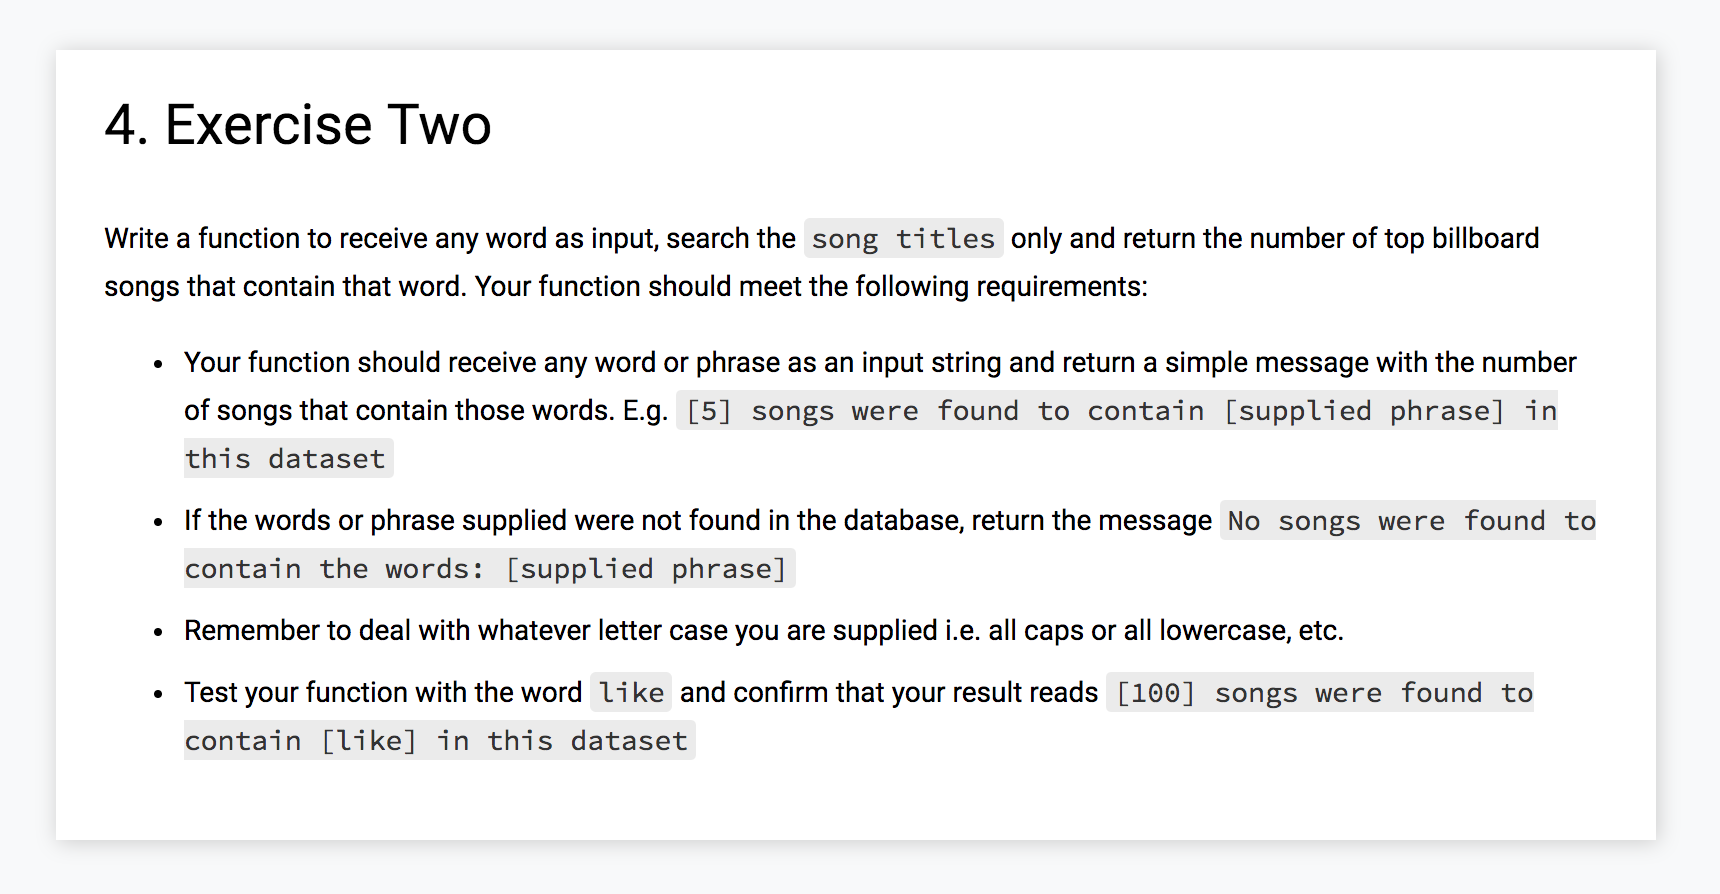 4. Exercise Two
Write a function to receive any word as input, search the song titles only and return the number of top billboard
songs that contain that word. Your function should meet the following requirements:
• Your function should receive any word or phrase as an input string and return a simple message with the number
of songs that contain those words. E.g. [5] songs were found to contain [supplied phrase] in
this dataset
• If the words or phrase supplied were not found in the database, return the message No songs were found to
contain the words: [supplied phrase]
• Remember to deal with whatever letter case you are supplied i.e. all caps or all lowercase, etc.
• Test your function with the word like and confirm that your result reads [100] songs were found to
contain [like] in this dataset